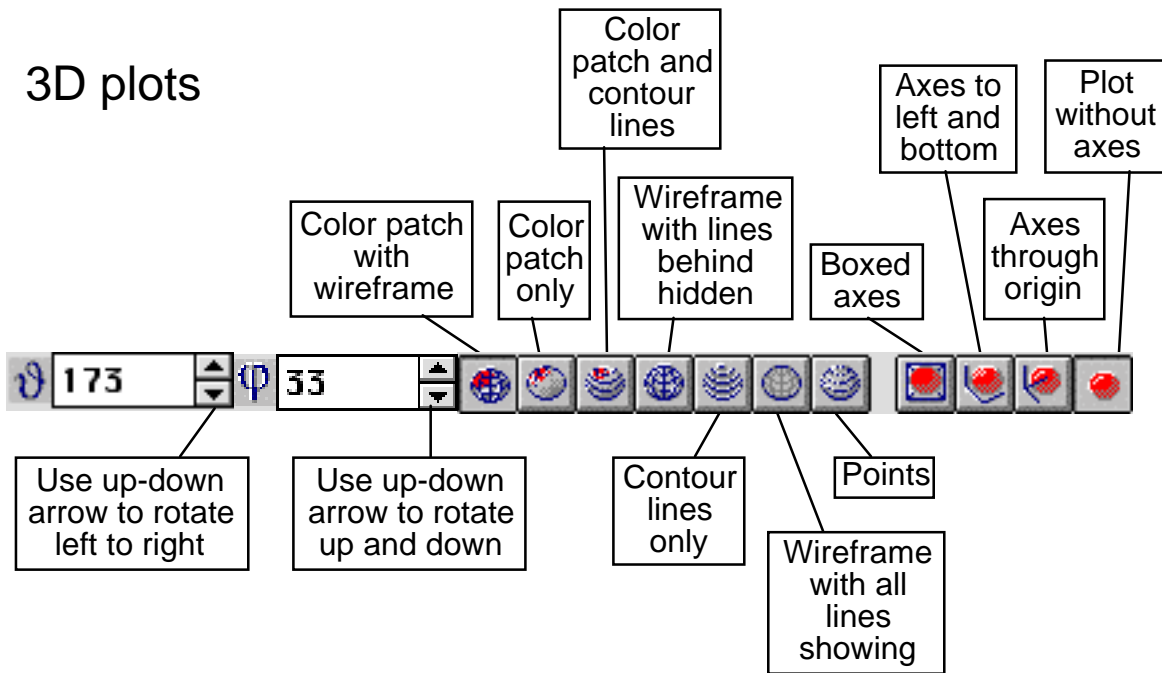 3D plots
Color
patch and
contour
lines
Axes to
left and
bottom
Plot
without
axes
Color patch
with
wireframe
Color
patch
only
Wireframe
with lines
behind
hidden
Boxed
axes
Axes
through
origin
ϑ 173
φ 33
Use up-down
arrow to rotate
left to right
Use up-down
arrow to rotate
up and down
Contour
lines
only
Points
Wireframe
with all
lines
showing